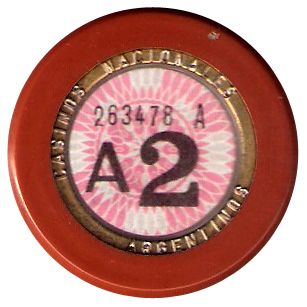 CASINOS NACIONALES
263478 A
A2
ARGENTINOS